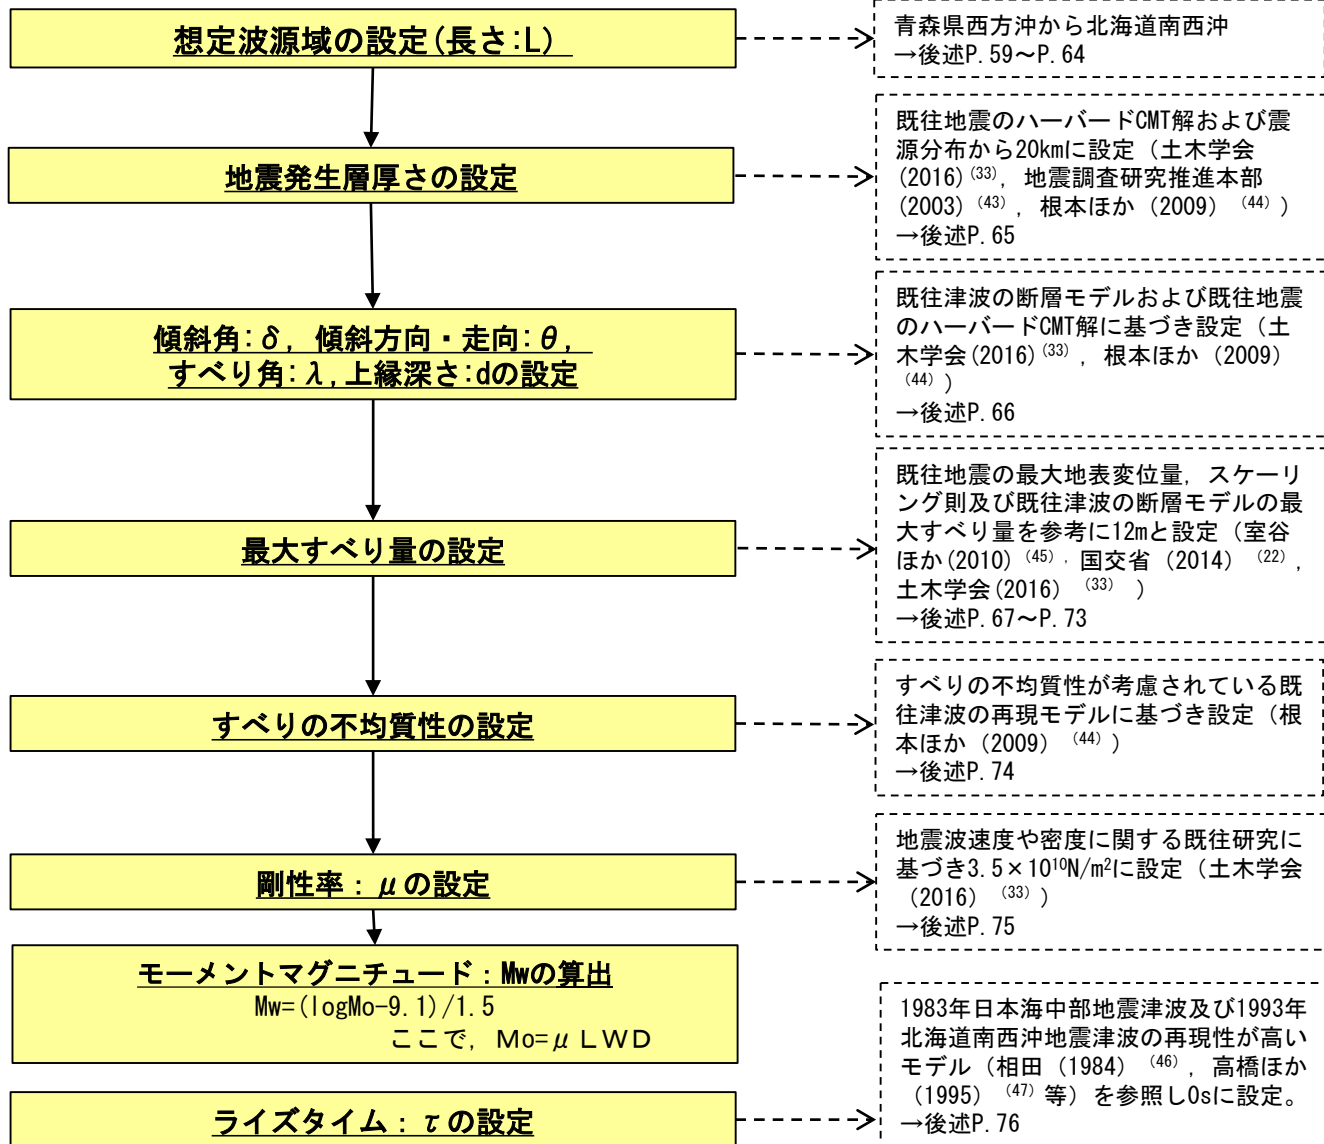 想定波源域の設定(長さ:L)
青森県西方沖から北海道南西沖
→後述P.59～P.64
地震発生層厚さの設定
既往地震のハーバードCMT解および震
源分布から20kmに設定（土木学会
(2016)(33)，地震調査研究推進本部
(2003)(43)，根本ほか（2009）(44)）
→後述P.65
傾斜角:δ，傾斜方向・走向:θ，
すべり角:λ,上縁深さ:dの設定
既往津波の断層モデルおよび既往地震
のハーバードCMT解に基づき設定（土
木学会(2016)(33)，根本ほか（2009）
(44)）
→後述P.66
最大すべり量の設定
既往地震の最大地表変位量，スケーリ
ング則及び既往津波の断層モデルの最
大すべり量を参考に12mと設定（室谷
ほか(2010)(45)，国交省（2014）(22)，
土木学会(2016)(33)）
→後述P.67～P.73
すべりの不均質性の設定
すべりの不均質性が考慮されている既
往津波の再現モデルに基づき設定（根
本ほか（2009）(44)）
→後述P.74
剛性率：μの設定
地震波速度や密度に関する既往研究に
基づき3.5×10¹⁰N/m²に設定（土木学会
（2016）(33)）
→後述P.75
モーメントマグニチュード：Mwの算出
Mw=(logMo-9.1)/1.5
ここで，Mo=μLWD
ライズタイム：τの設定
1983年日本海中部地震津波及び1993年
北海道南西沖地震津波の再現性が高い
モデル（相田（1984）(46)，高橋ほか
（1995）(47)等）を参照し0sに設定。
→後述P.76